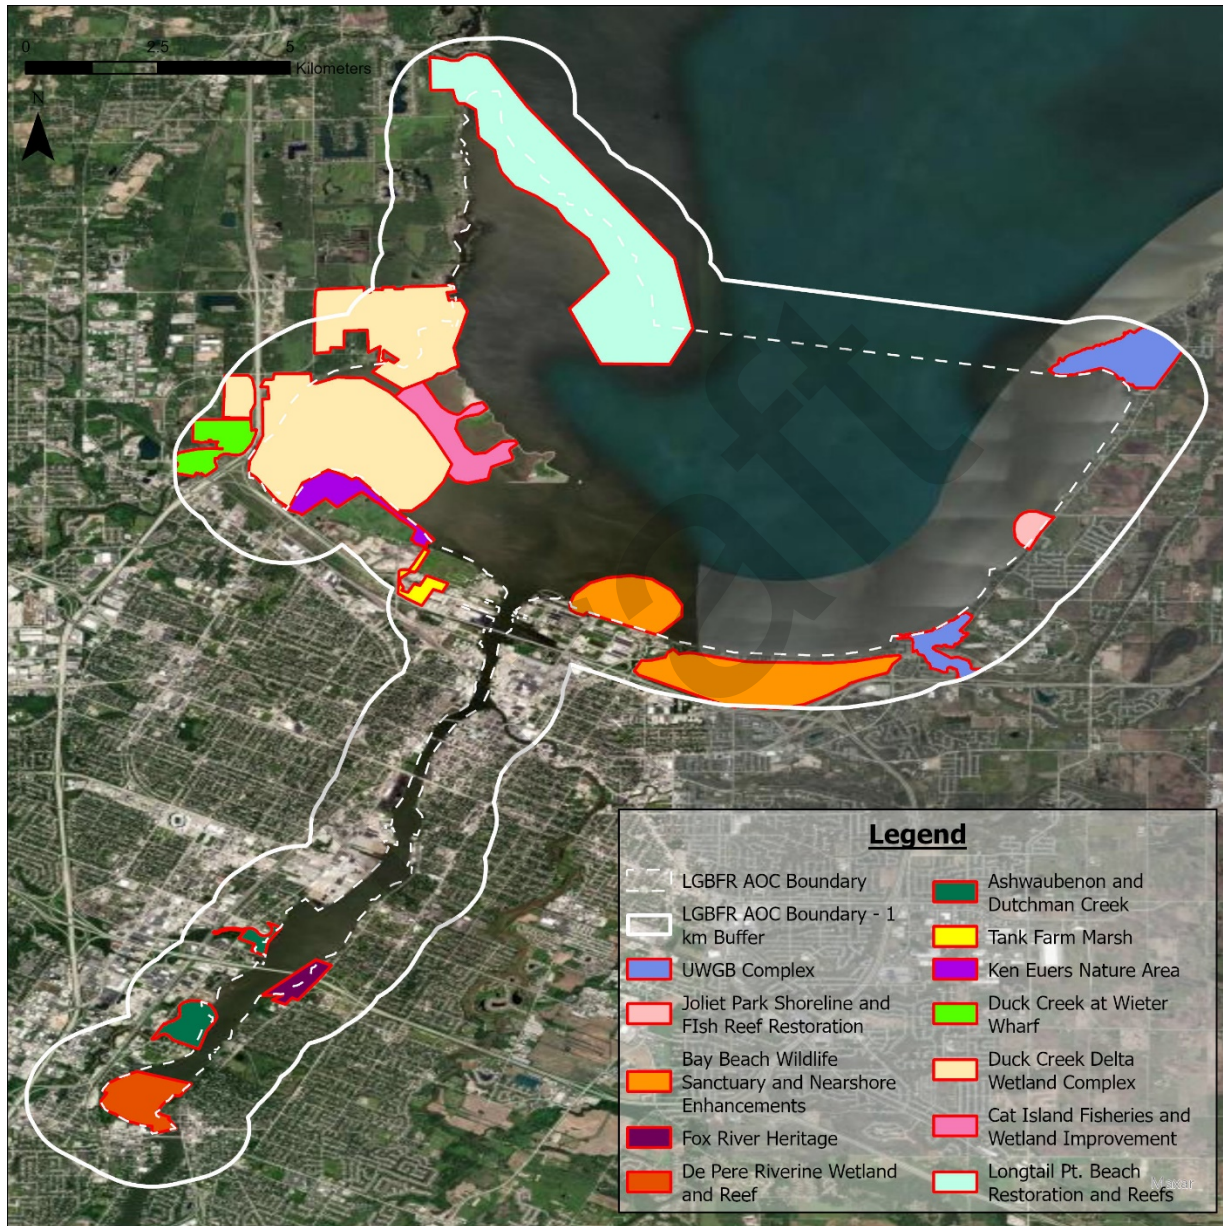 0 2.5 5
Kilometers
N
Draft
Legend
LGBFR AOC Boundary
LGBFR AOC Boundary - 1
km Buffer
UWGB Complex
Joliet Park Shoreline and
FIsh Reef Restoration
Bay Beach Wildlife
Sanctuary and Nearshore
Enhancements
Fox River Heritage
De Pere Riverine Wetland
and Reef
Ashwaubenon and
Dutchman Creek
Tank Farm Marsh
Ken Euers Nature Area
Duck Creek at Wieter
Wharf
Duck Creek Delta
Wetland Complex
Cat Island Fisheries and
Wetland Improvement
Longtail Pt. Beach
Restoration and Reefs